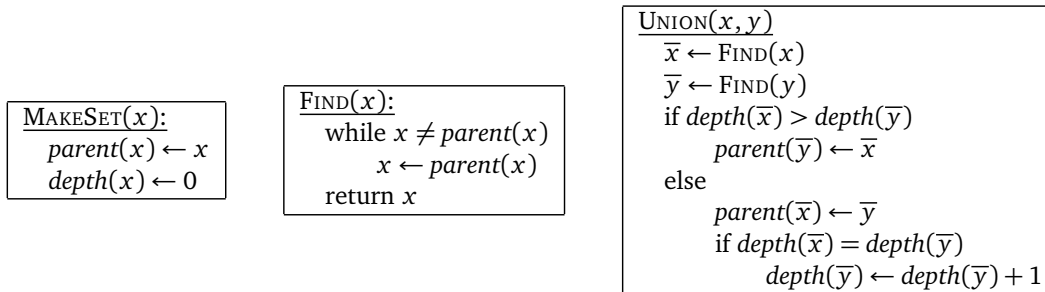 MAKESET(x):
parent(x) ← x
depth(x) ← 0
FIND(x):
while x ≠ parent(x)
x ← parent(x)
return x
UNION(x, y)
x̅ ← FIND(x)
y̅ ← FIND(y)
if depth(x̅) > depth(y̅)
parent(y̅) ← x̅
else
parent(x̅) ← y̅
if depth(x̅) = depth(y̅)
depth(y̅) ← depth(y̅) + 1